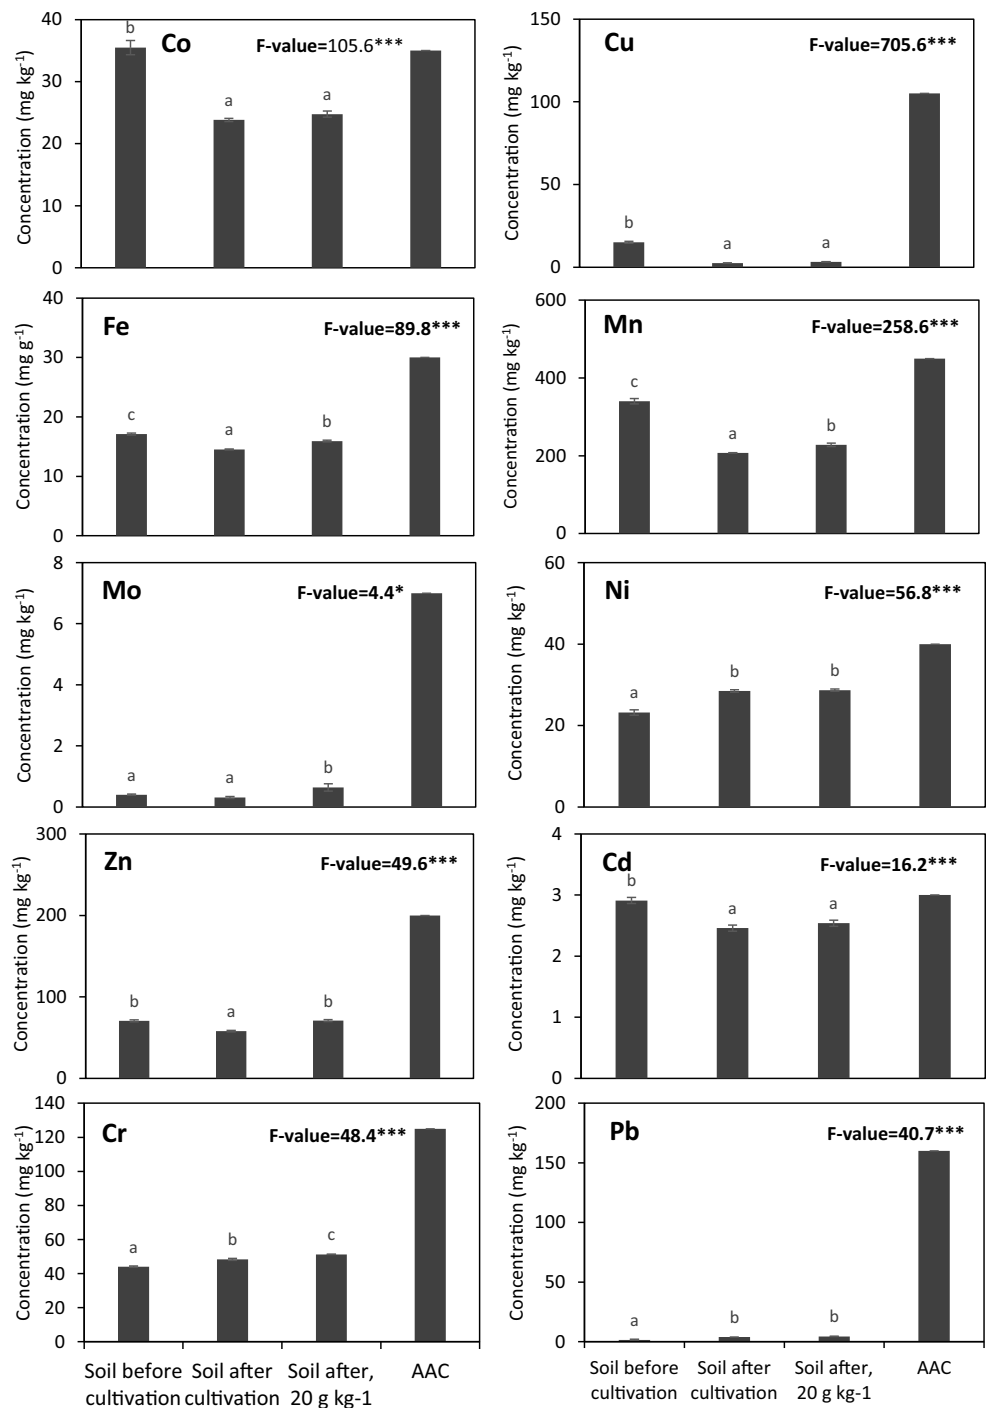 Co
F-value=105.6***
Concentration (mg kg-1)
40
30
20
10
0
b
a
a
Cu
F-value=705.6***
Concentration (mg kg-1)
150
100
50
0
b
a
a
Fe
F-value=89.8***
Concentration (mg g-1)
40
30
20
10
0
c
a
b
Mn
F-value=258.6***
Concentration (mg kg-1)
600
400
200
0
c
a
b
Mo
F-value=4.4*
Concentration (mg kg-1)
8
6
4
2
0
a
a
b
Ni
F-value=56.8***
Concentration (mg kg-1)
60
40
20
0
a
b
b
Zn
F-value=49.6***
Concentration (mg kg-1)
300
200
100
0
b
a
b
Cd
F-value=16.2***
Concentration (mg kg-1)
4
3
2
1
0
b
a
a
Cr
F-value=48.4***
Concentration (mg kg-1)
140
120
100
80
60
40
20
0
a
b
c
Soil before cultivation
Soil after cultivation
Soil after, 20 g kg-1
AAC
Pb
F-value=40.7***
Concentration (mg kg-1)
200
150
100
50
0
a
b
b
Soil before cultivation
Soil after cultivation
Soil after, 20 g kg-1
AAC